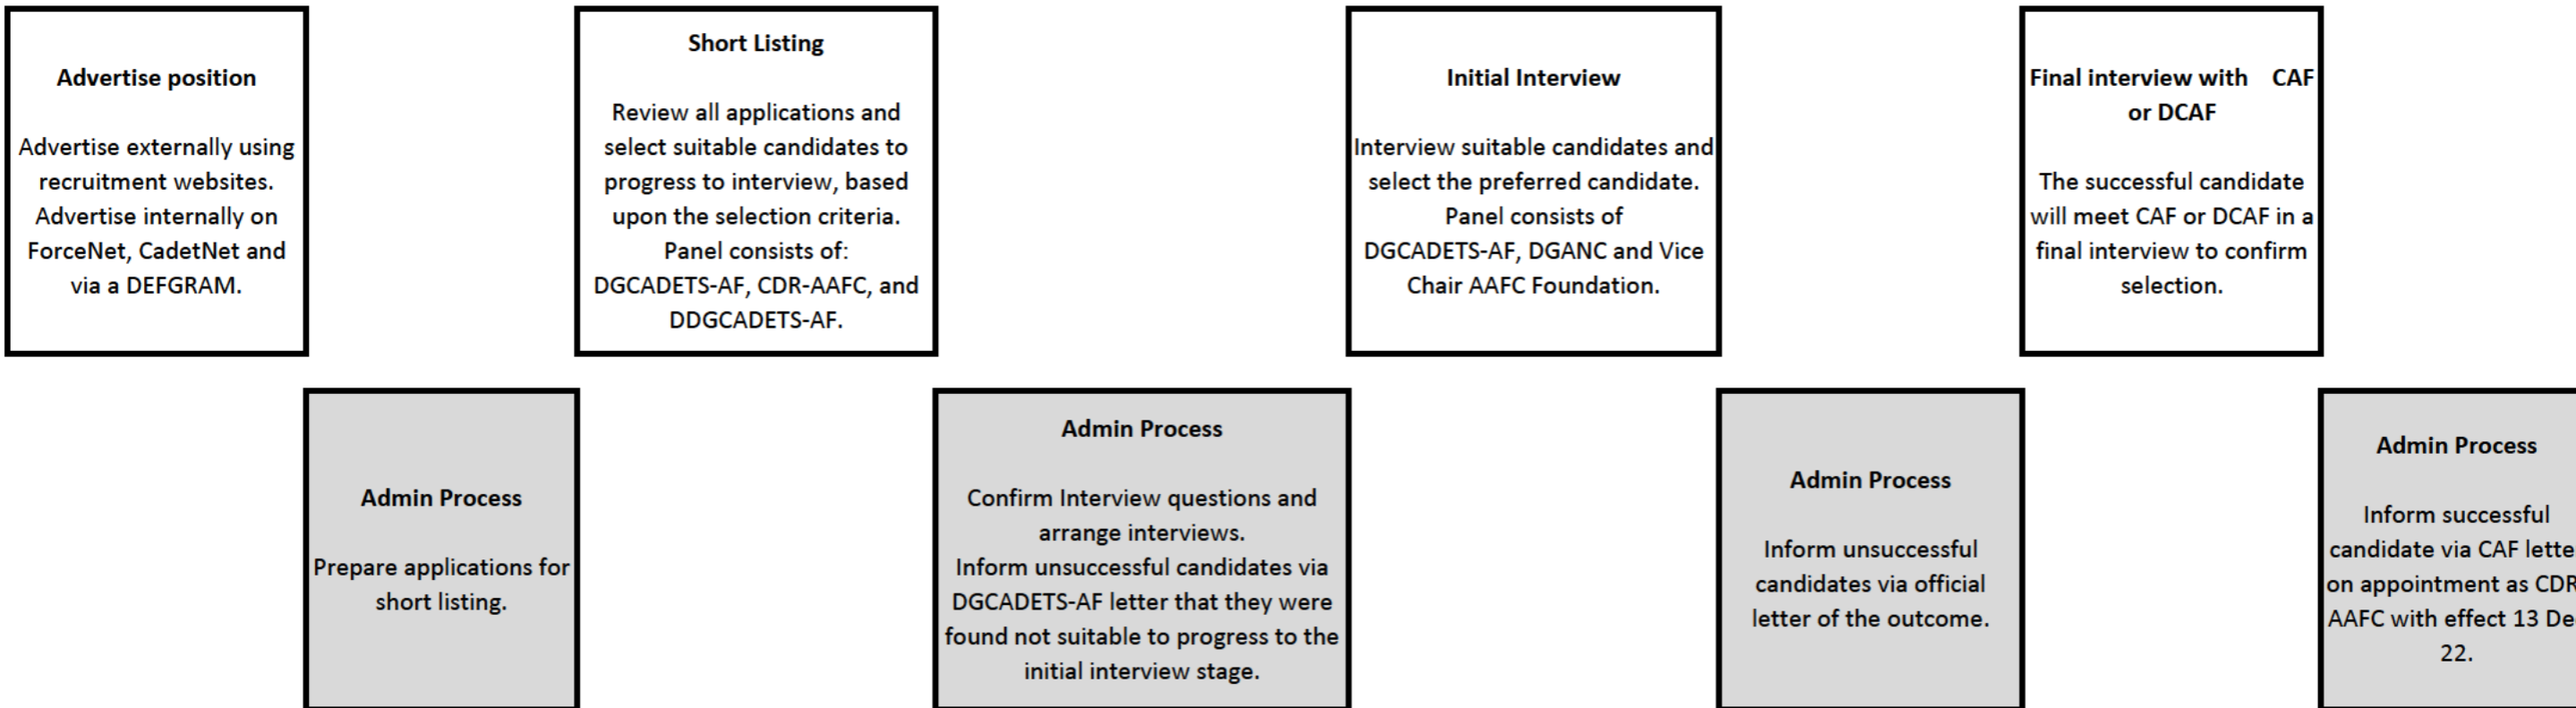 Advertise position
Advertise externally using
recruitment websites.
Advertise internally on
ForceNet, CadetNet and
via a DEFGRAM.
Admin Process
Prepare applications for
short listing.
Short Listing
Review all applications and
select suitable candidates to
progress to interview, based
upon the selection criteria.
Panel consists of:
DGCADETS-AF, CDR-AAFC, and
DDGCADETS-AF.
Admin Process
Confirm Interview questions and
arrange interviews.
Inform unsuccessful candidates via
DGCADETS-AF letter that they were
found not suitable to progress to the
initial interview stage.
Initial Interview
Interview suitable candidates and
select the preferred candidate.
Panel consists of
DGCADETS-AF, DGANC and Vice
Chair AAFC Foundation.
Admin Process
Inform unsuccessful
candidates via official
letter of the outcome.
Final interview with CAF
or DCAF
The successful candidate
will meet CAF or DCAF in a
final interview to confirm
selection.
Admin Process
Inform successful
candidate via CAF lette
on appointment as CDR
AAFC with effect 13 De
22.